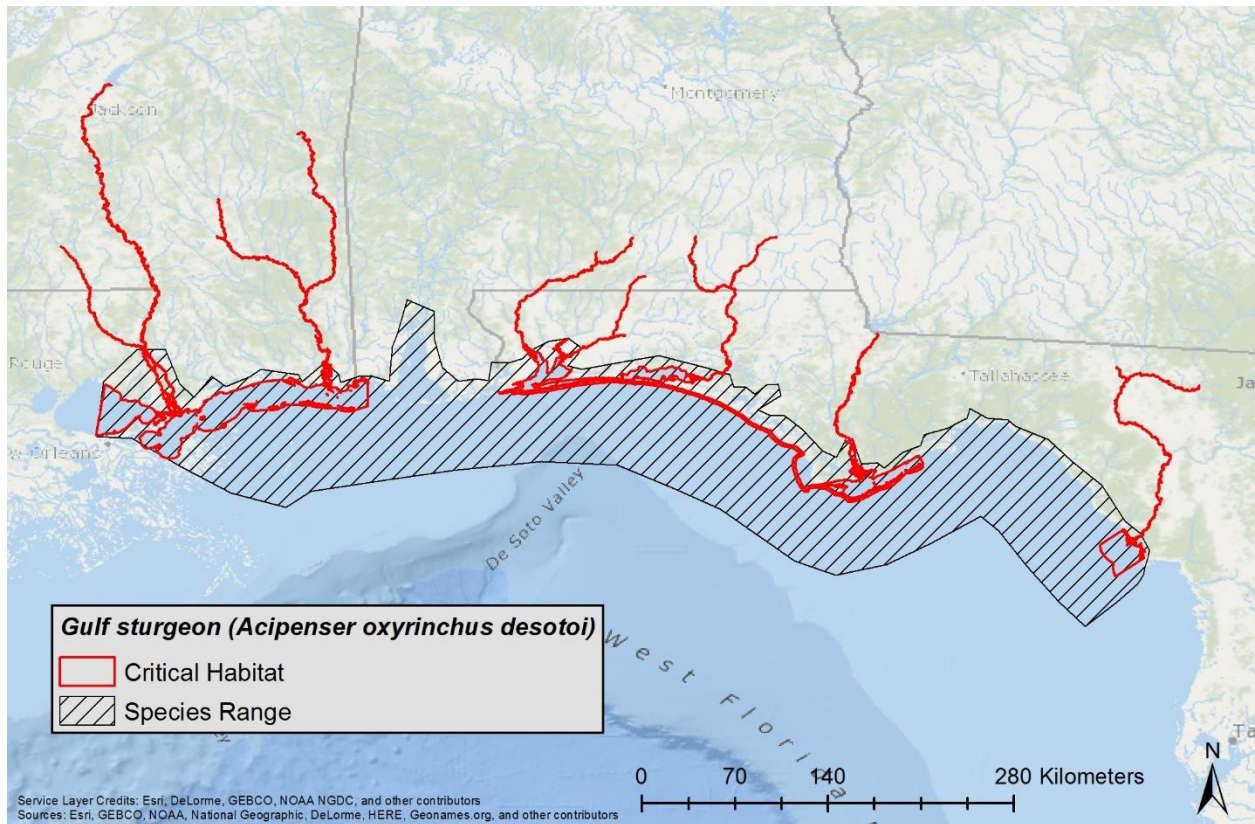 Jackson
Montgomery
Rouge
Tallahassee
Ja
w Orleans
De Soto Valley
West Florida
Gulf sturgeon (Acipenser oxyrinchus desotoi)
Critical Habitat
Species Range
N
Ta
0 70 140 280 Kilometers
Service Layer Credits: Esri, DeLorme, GEBCO, NOAA NGDC, and other contributors
Sources: Esri, GEBCO, NOAA, National Geographic, DeLorme, HERE, Geonames.org, and other contributors